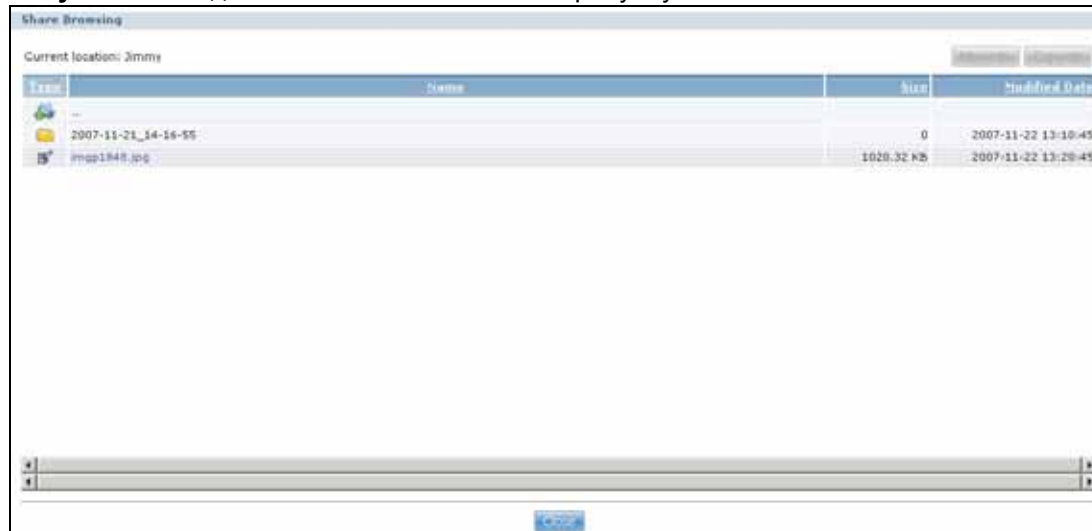 Share Browsing
Current location: Jimmy
Type Name Size Modified Date
..
2007-11-21_14-16-55 0 2007-11-22 13:10:45
imgp1848.jpg 1020.32 KB 2007-11-22 13:20:45
Close